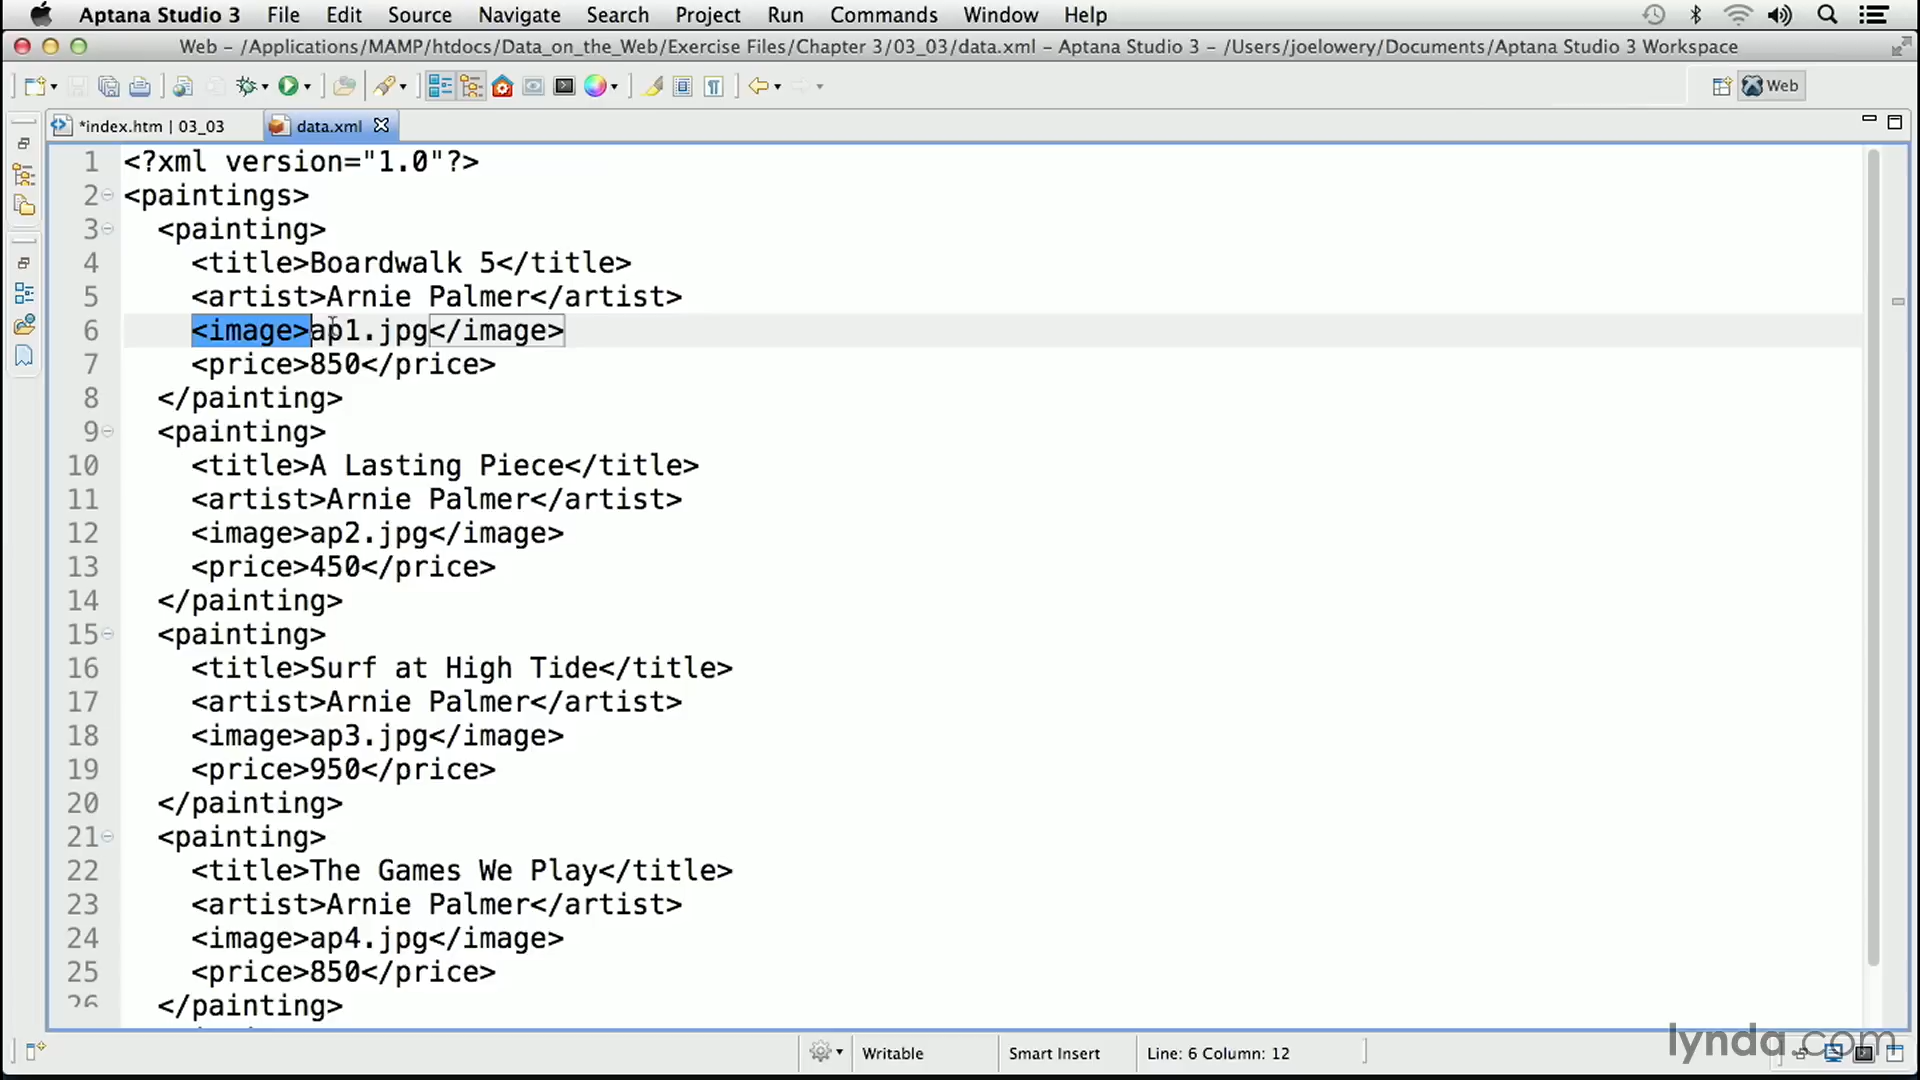 Aptana Studio 3 File Edit Source Navigate Search Project Run Commands Window Help
Web - /Applications/MAMP/htdocs/Data_on_the_Web/Exercise Files/Chapter 3/03_03/data.xml - Aptana Studio 3 - /Users/joelowery/Documents/Aptana Studio 3 Workspace
Web
*index.htm | 03_03 data.xml
1 <?xml version="1.0"?>
2 <paintings>
3 <painting>
4 <title>Boardwalk 5</title>
5 <artist>Arnie Palmer</artist>
6 <image>ap1.jpg</image>
7 <price>850</price>
8 </painting>
9 <painting>
10 <title>A Lasting Piece</title>
11 <artist>Arnie Palmer</artist>
12 <image>ap2.jpg</image>
13 <price>450</price>
14 </painting>
15 <painting>
16 <title>Surf at High Tide</title>
17 <artist>Arnie Palmer</artist>
18 <image>ap3.jpg</image>
19 <price>950</price>
20 </painting>
21 <painting>
22 <title>The Games We Play</title>
23 <artist>Arnie Palmer</artist>
24 <image>ap4.jpg</image>
25 <price>850</price>
26 </painting>
Writable Smart Insert Line: 6 Column: 12
lynda.com